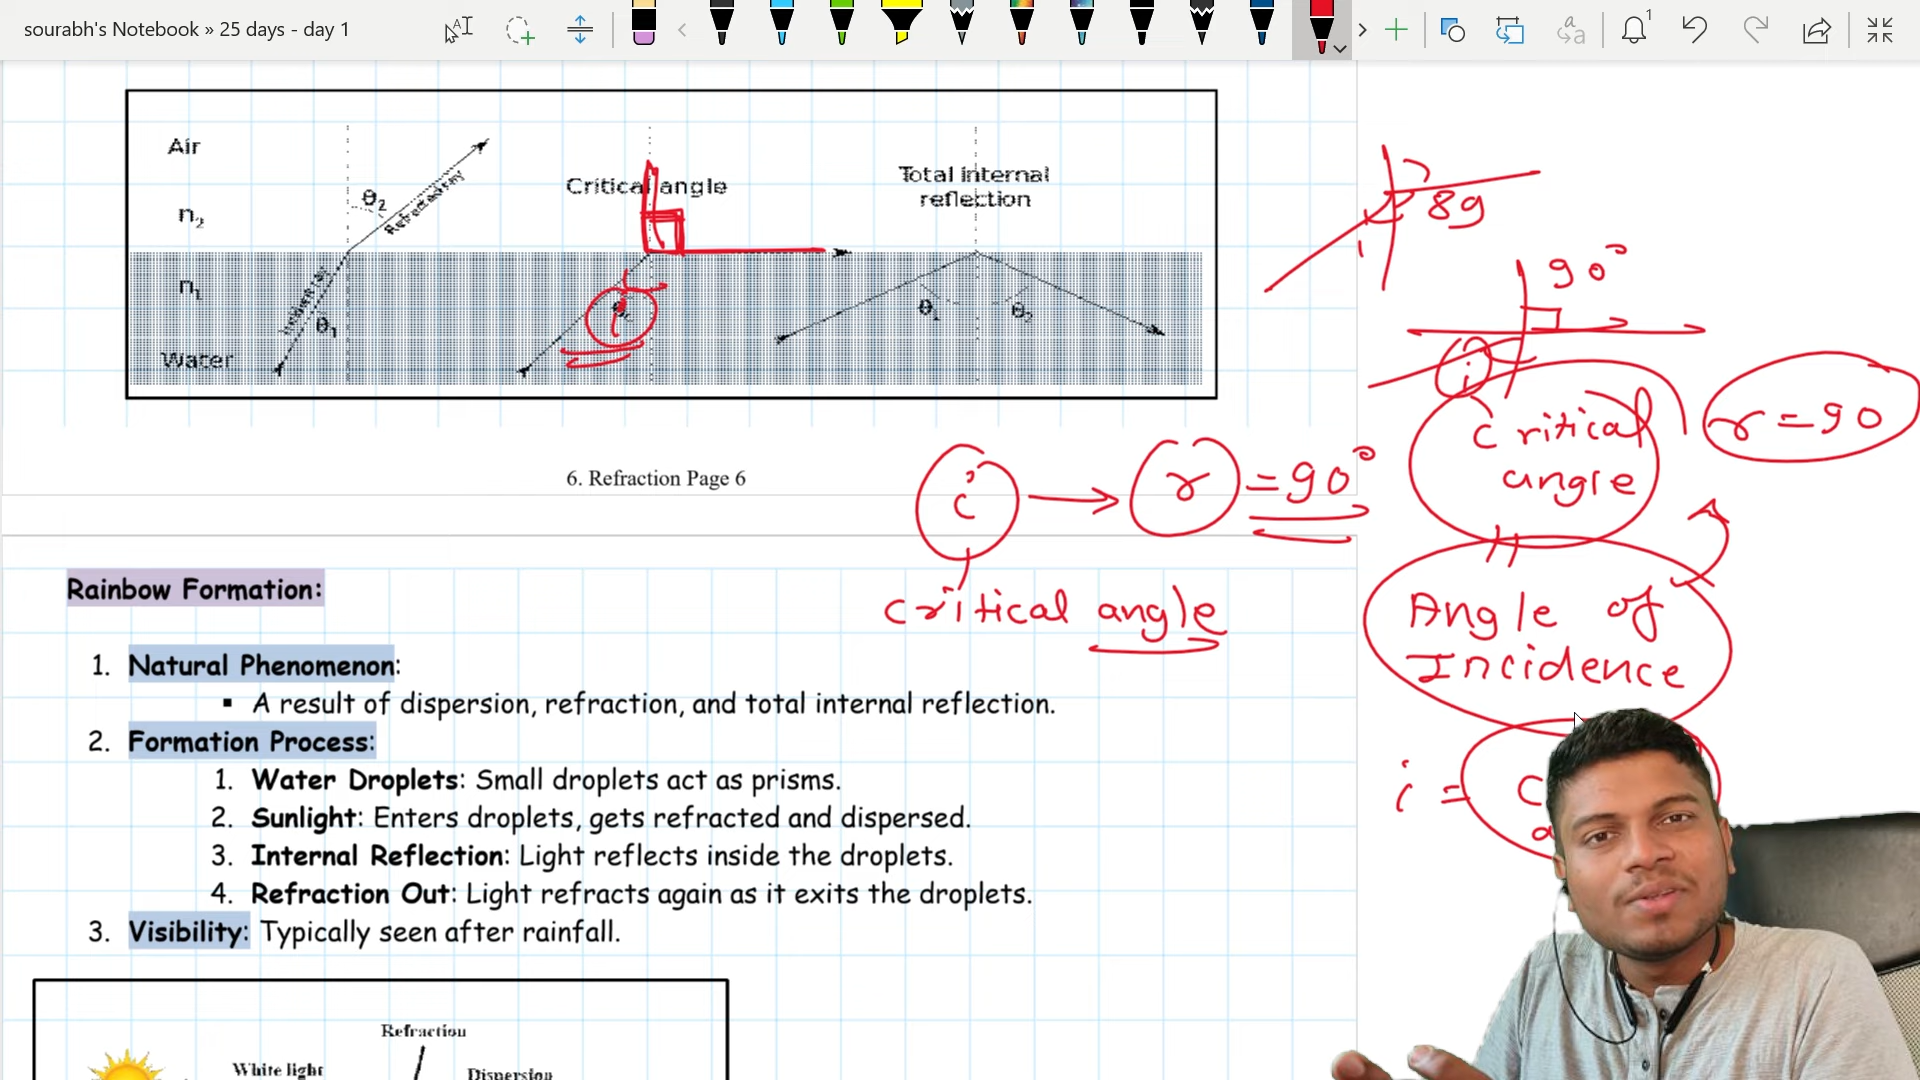 sourabh's Notebook » 25 days - day 1
Air
n₂
θ₂
Refracted ray
n₁
θ₁
Water
Critical angle
i
Total internal
reflection
θ₁
θ₂
i
89
90°
i
Critical
angle
r = 90
6. Refraction Page 6
i → r = 90°
critical angle
Angle of
Incidence
i =
Rainbow Formation:
1. Natural Phenomenon:
▪ A result of dispersion, refraction, and total internal reflection.
2. Formation Process:
1. Water Droplets: Small droplets act as prisms.
2. Sunlight: Enters droplets, gets refracted and dispersed.
3. Internal Reflection: Light reflects inside the droplets.
4. Refraction Out: Light refracts again as it exits the droplets.
3. Visibility: Typically seen after rainfall.
Refraction
White light
Dispersion